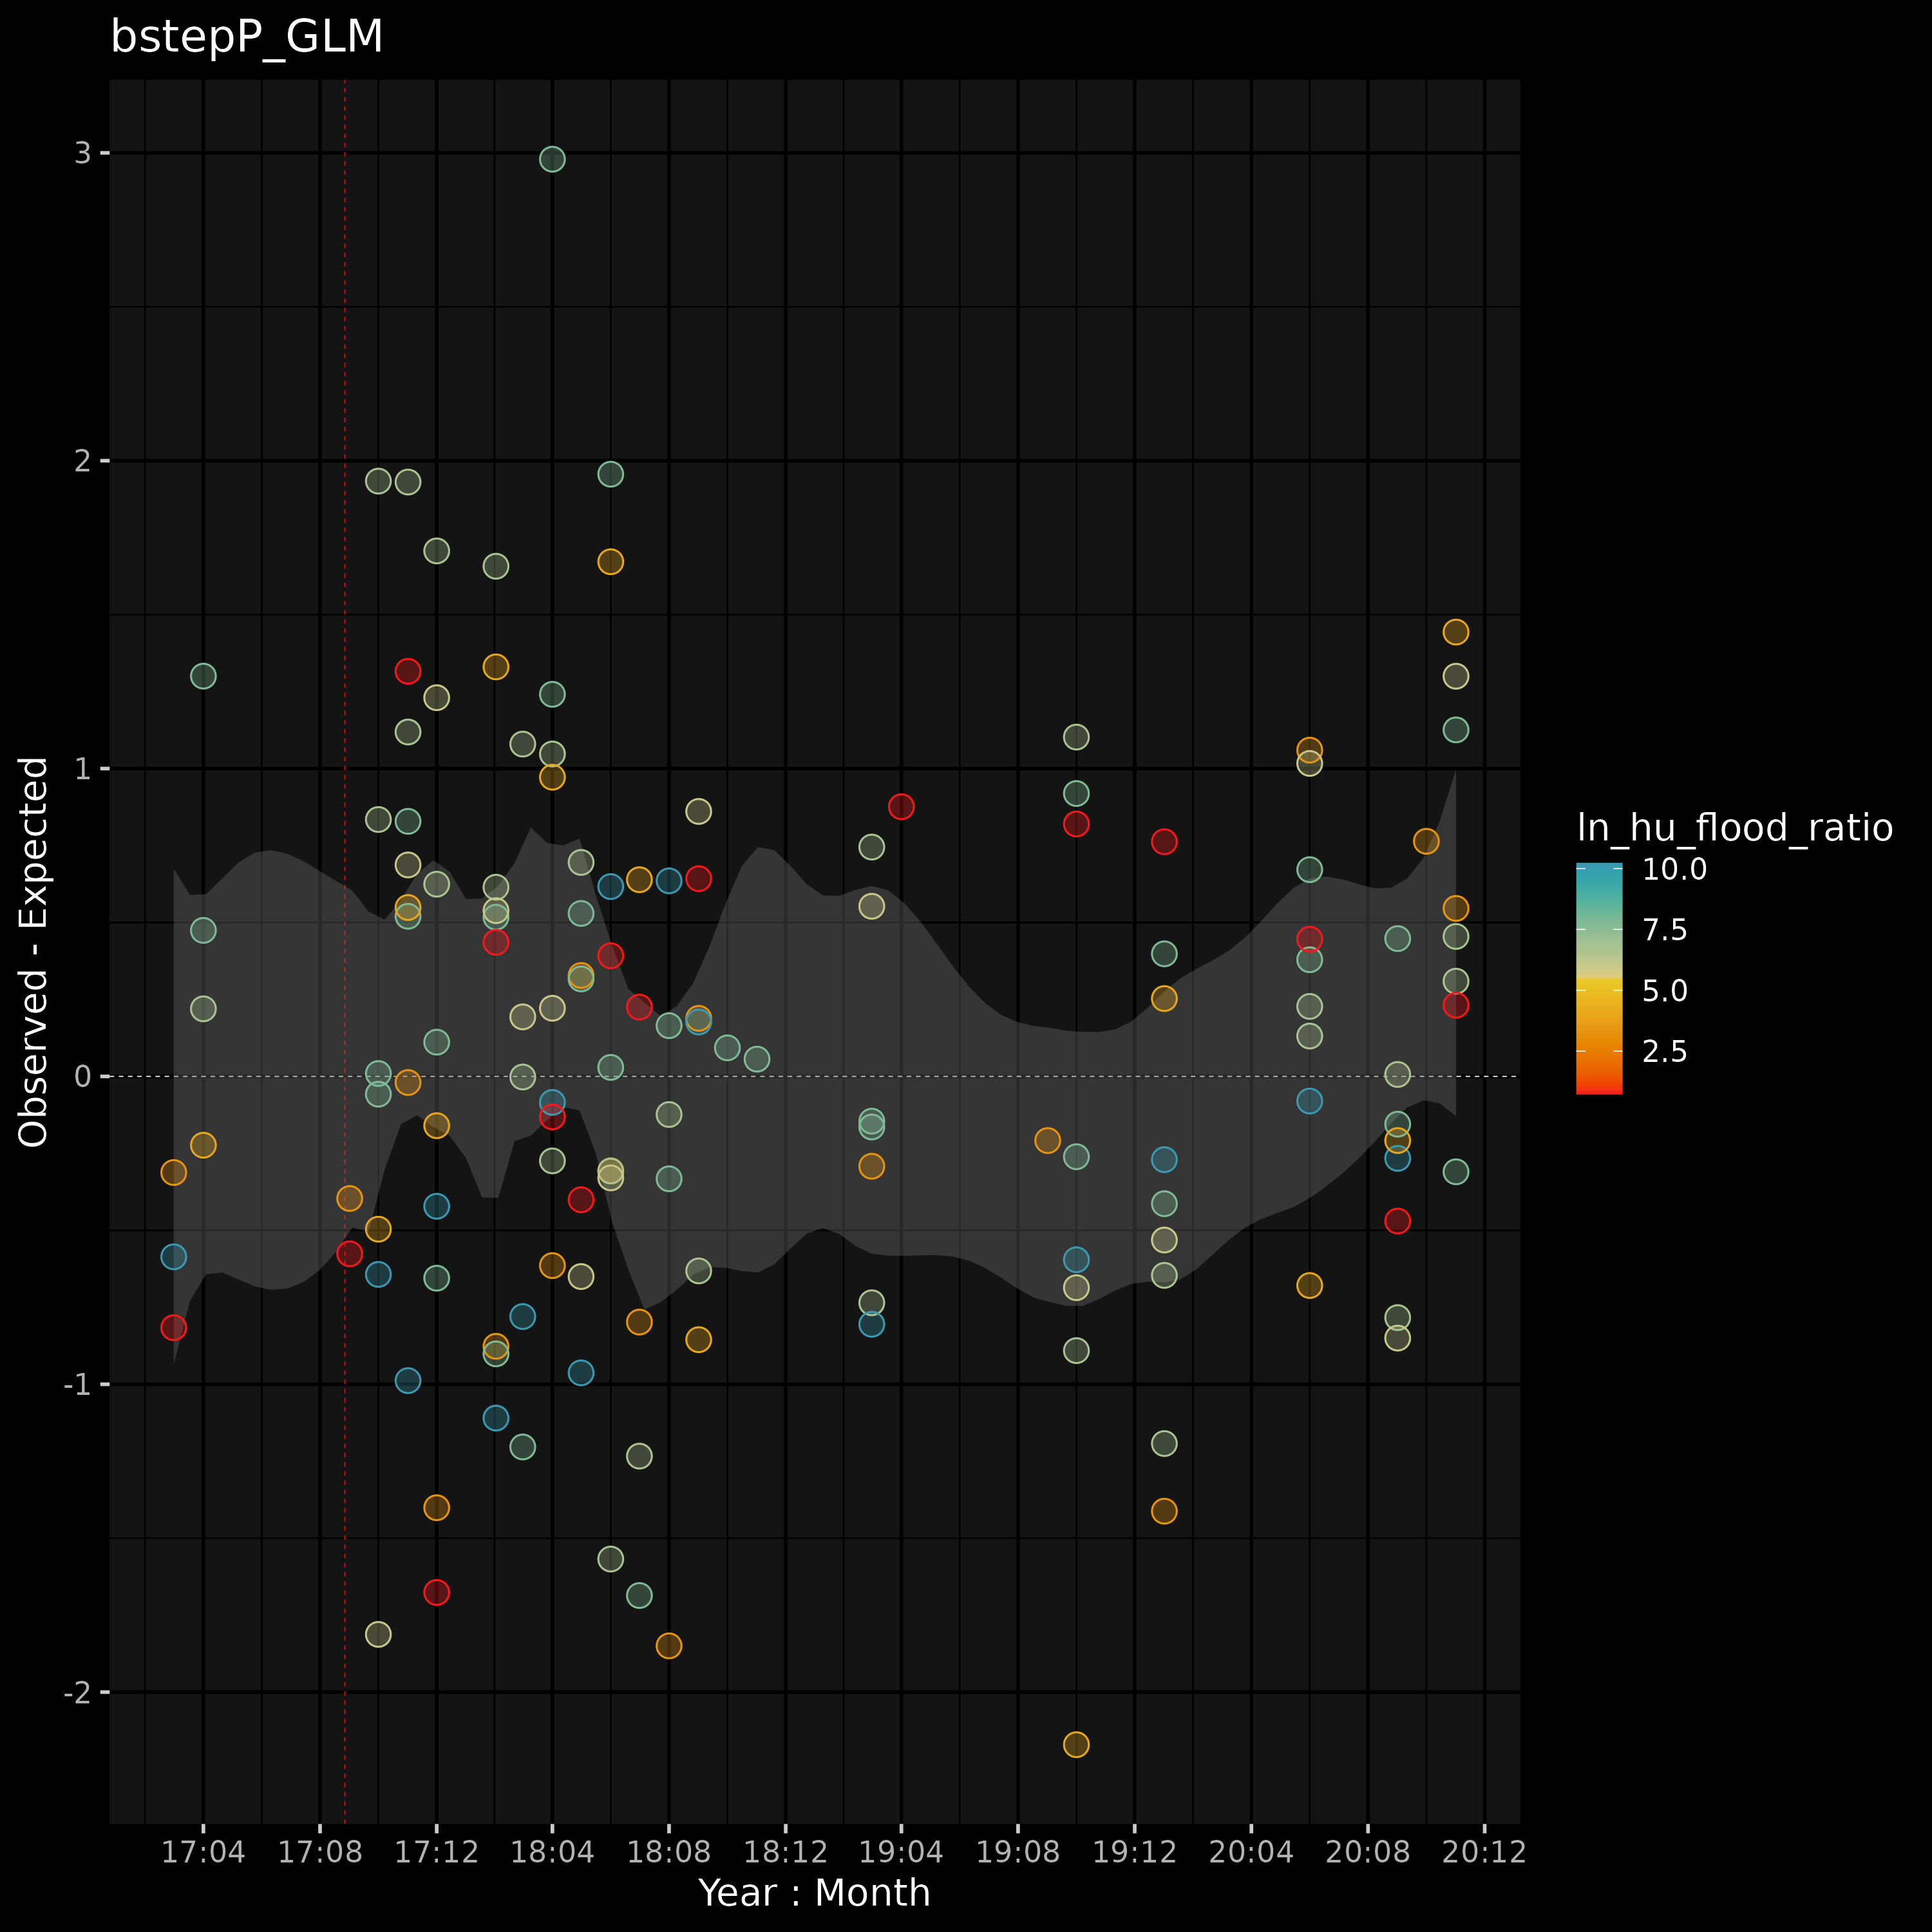 bstepP_GLM
Observed - Expected
3
2
1
0
-1
-2
17:04 17:08 17:12 18:04 18:08 18:12 19:04 19:08 19:12 20:04 20:08 20:12
Year : Month
ln_hu_flood_ratio
10.0
7.5
5.0
2.5